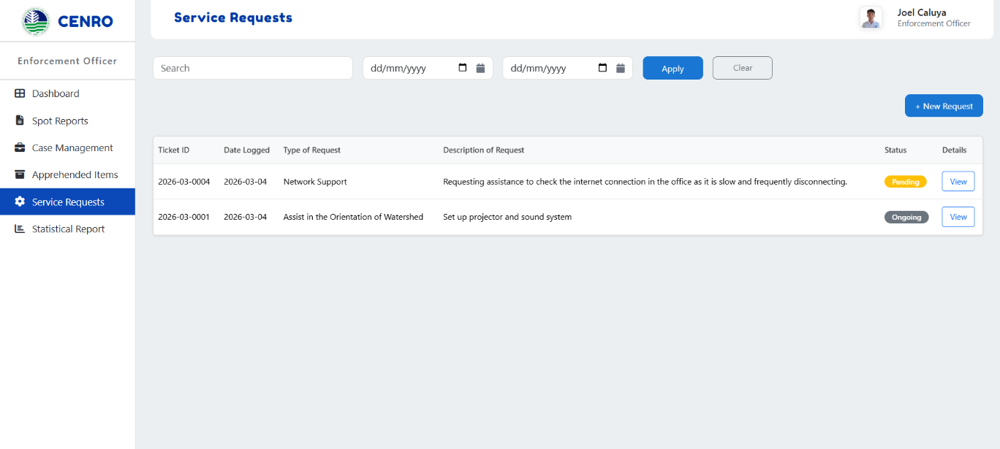 CENRO
Service Requests
Joel Caluya
Enforcement Officer
Enforcement Officer
Dashboard
Spot Reports
Case Management
Apprehended Items
Service Requests
Statistical Report
Search dd/mm/yyyy dd/mm/yyyy Apply Clear
+ New Request
Ticket ID Date Logged Type of Request Description of Request Status Details
2026-03-0004 2026-03-04 Network Support Requesting assistance to check the internet connection in the office as it is slow and frequently disconnecting. Pending View
2026-03-0001 2026-03-04 Assist in the Orientation of Watershed Set up projector and sound system Ongoing View